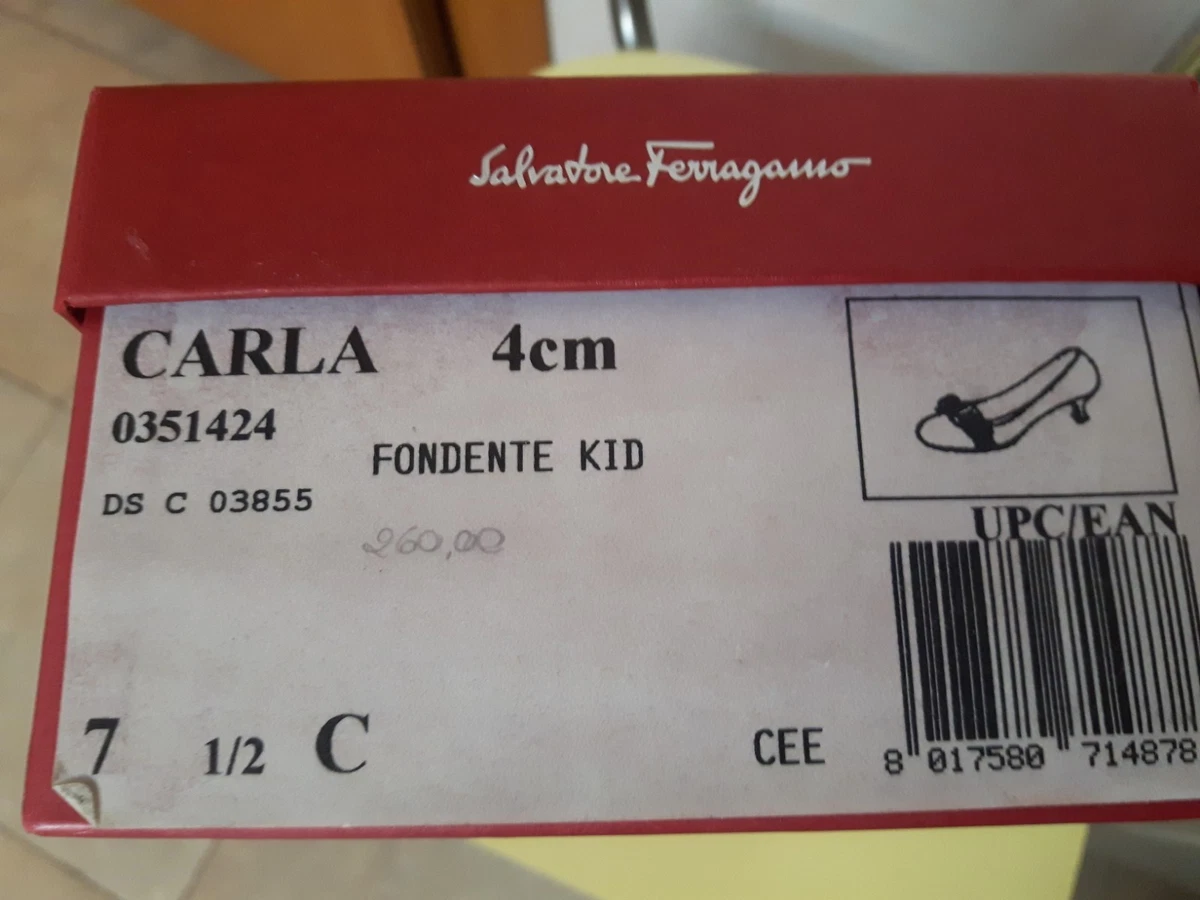 Salvatore Ferragamo
CARLA 4cm
0351424
FONDENTE KID
DS C 03855
260,00
UPC/EAN
7 1/2 C
CEE
8 017580 714878